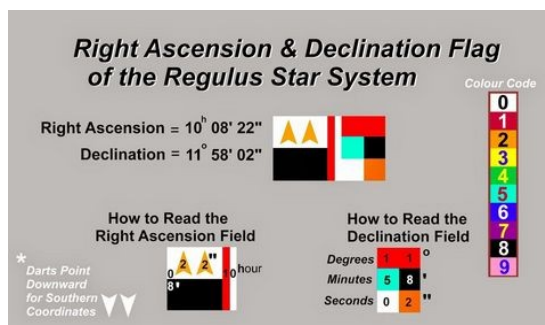 Right Ascension & Declination Flag
of the Regulus Star System
Colour Code
0
1
2
3
4
5
6
7
8
9
Right Ascension = 10h 08' 22"
Declination = 11° 58' 02"
How to Read the
Right Ascension Field
0 2 2" 10 hour
8'
How to Read the
Declination Field
Degrees 1 1 °
Minutes 5 8 '
Seconds 0 2 "
* Darts Point
Downward
for Southern
Coordinates